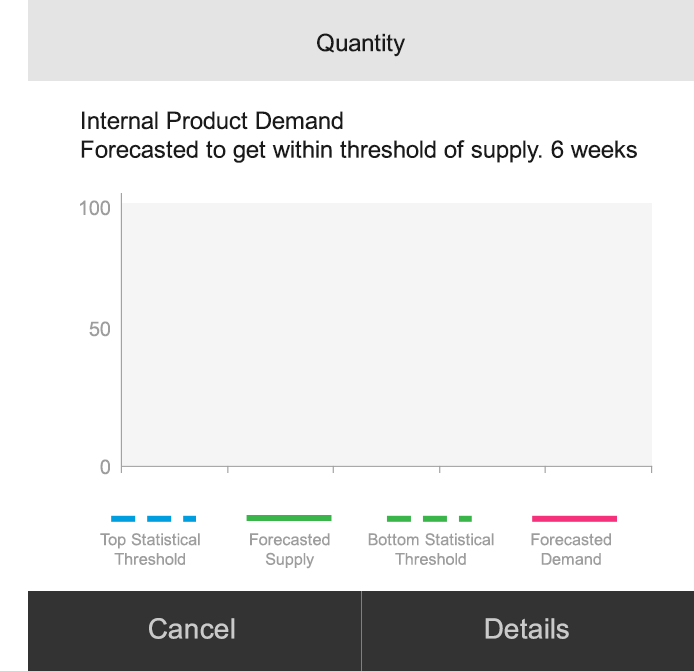 Quantity
Internal Product Demand
Forecasted to get within threshold of supply. 6 weeks
100
50
0
Top Statistical
Threshold
Forecasted
Supply
Bottom Statistical
Threshold
Forecasted
Demand
Cancel
Details